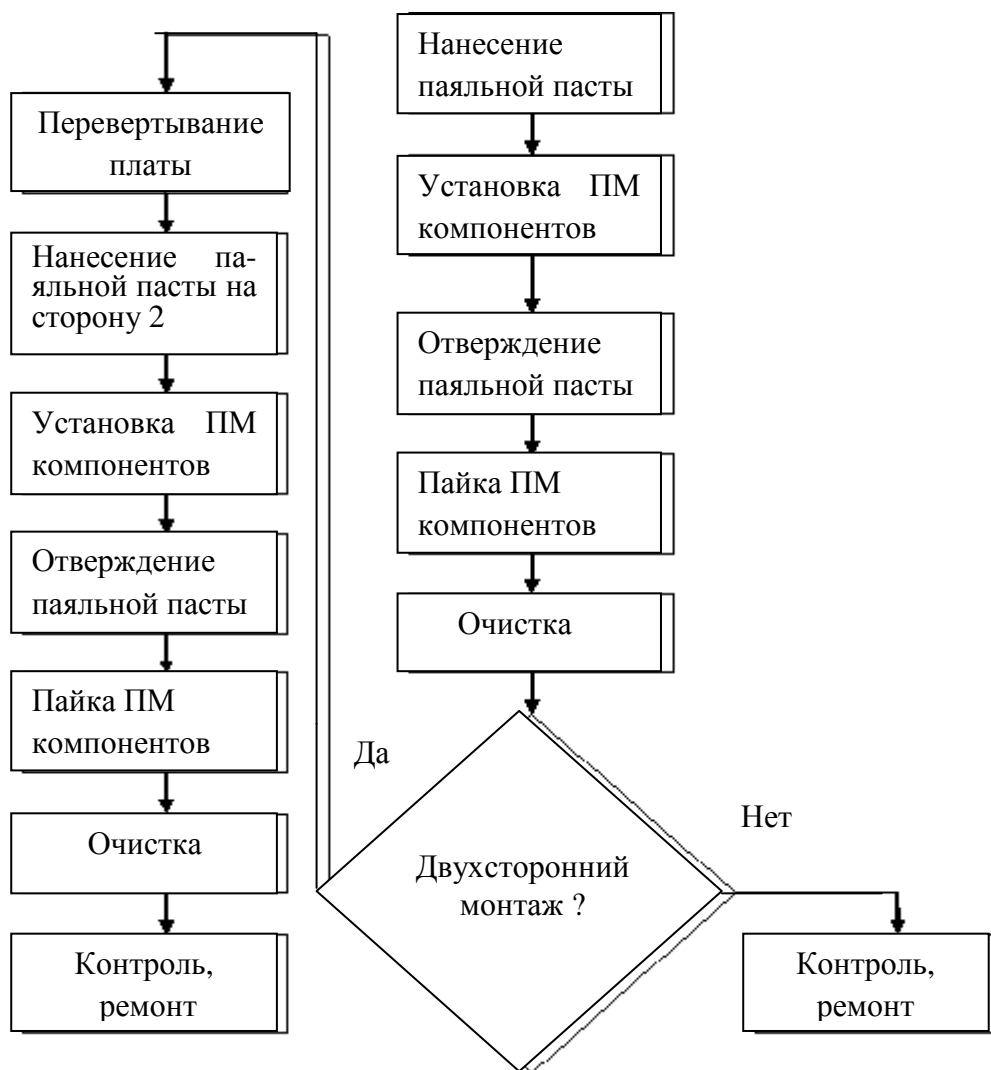 Нанесение
паяльной пасты
Установка ПМ
компонентов
Отверждение
паяльной пасты
Пайка ПМ
компонентов
Очистка
Двухсторонний
монтаж ?
Да
Нет
Перевертывание
платы
Нанесение па-
яльной пасты на
сторону 2
Установка ПМ
компонентов
Отверждение
паяльной пасты
Пайка ПМ
компонентов
Очистка
Контроль,
ремонт
Контроль,
ремонт